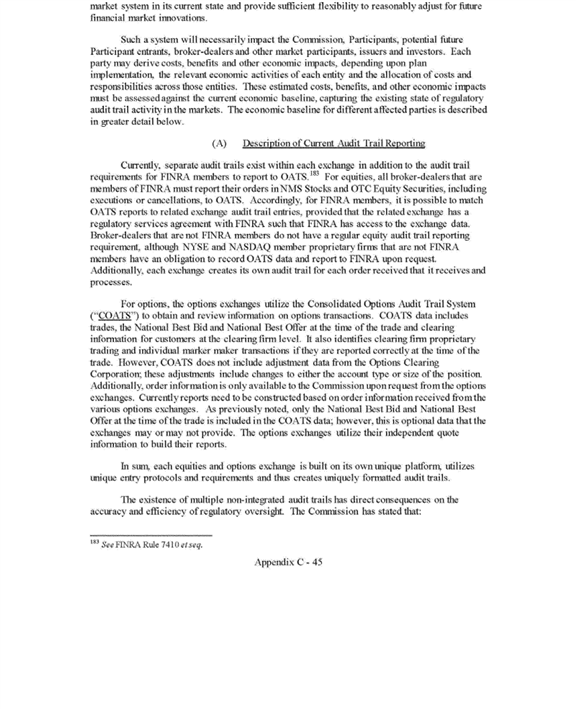 market system in its current state and provide sufficient flexibility to reasonably adjust for future
financial market innovations.
Such a system will necessarily impact the Commission, Participants, potential future
Participant entrants, broker-dealers and other market participants, issuers and investors. Each
party may derive costs, benefits and other economic impacts, depending upon plan
implementation, the relevant economic activities of each entity and the allocation of costs and
responsibilities across those entities. These estimated costs, benefits, and other economic impacts
must be assessed against the current economic baseline, capturing the existing state of regulatory
audit trail activity in the markets. The economic baseline for different affected parties is described
in greater detail below.
(A) Description of Current Audit Trail Reporting
Currently, separate audit trails exist within each exchange in addition to the audit trail
requirements for FINRA members to report to OATS.183 For equities, all broker-dealers that are
members of FINRA must report their orders in NMS Stocks and OTC Equity Securities, including
executions or cancellations, to OATS. Accordingly, for FINRA members, it is possible to match
OATS reports to related exchange audit trail entries, provided that the related exchange has a
regulatory services agreement with FINRA such that FINRA has access to the exchange data.
Broker-dealers that are not FINRA members do not have a regular equity audit trail reporting
requirement, although NYSE and NASDAQ member proprietary firms that are not FINRA
members have an obligation to record OATS data and report to FINRA upon request.
Additionally, each exchange creates its own audit trail for each order received that it receives and
processes.
For options, the options exchanges utilize the Consolidated Options Audit Trail System
("COATS") to obtain and review information on options transactions. COATS data includes
trades, the National Best Bid and National Best Offer at the time of the trade and clearing
information for customers at the clearing firm level. It also identifies clearing firm proprietary
trading and individual market maker transactions if they are reported correctly at the time of the
trade. However, COATS does not include adjustment data from the Options Clearing
Corporation; these adjustments include changes to either the account type or size of the position.
Additionally, order information is only available to the Commission upon request from the options
exchanges. Currently reports need to be constructed based on order information received from the
various options exchanges. As previously noted, only the National Best Bid and National Best
Offer at the time of the trade is included in the COATS data; however, this is optional data that the
exchanges may or may not provide. The options exchanges utilize their independent quote
information to build their reports.
In sum, each equities and options exchange is built on its own unique platform, utilizes
unique entry protocols and requirements and thus creates uniquely formatted audit trails.
The existence of multiple non-integrated audit trails has direct consequences on the
accuracy and efficiency of regulatory oversight. The Commission has stated that:
183 See FINRA Rule 7410 et seq.
Appendix C - 45